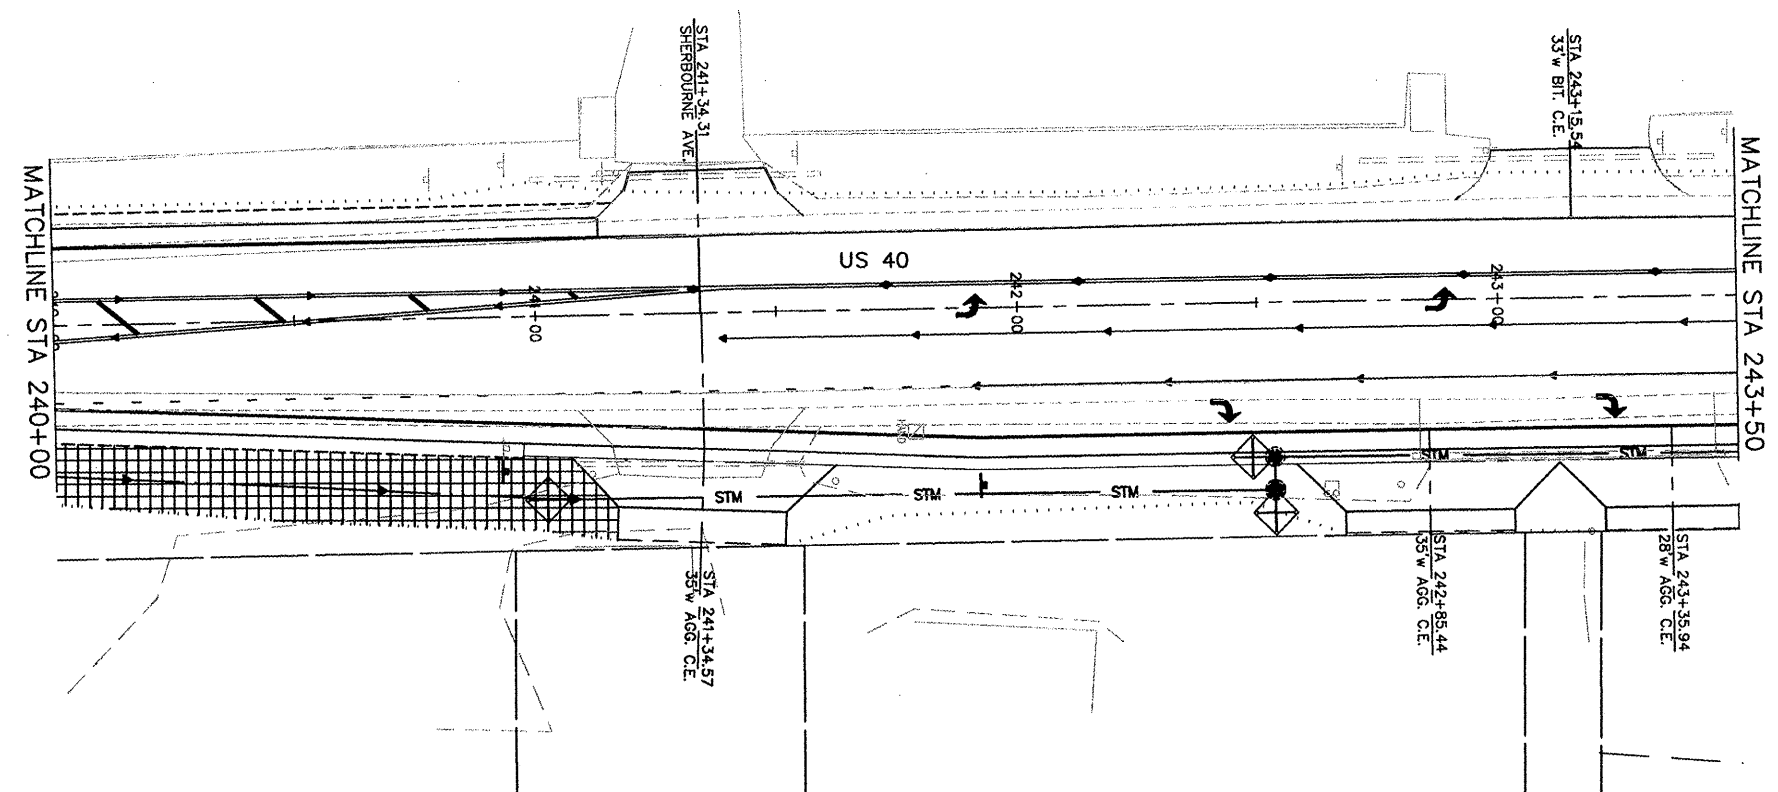 STA 241+34.31
SHERBOURNE AVE.
STA 243+15.54
33'w BIT. C.E.
MATCHLINE STA 240+00
MATCHLINE STA 243+50
US 40
241+00
242+00
243+00
STM
STM
STM
STM
STM
STA 241+34.57
35'w AGG. C.E.
STA 242+85.44
35'w AGG. C.E.
STA 243+35.94
28'w AGG. C.E.